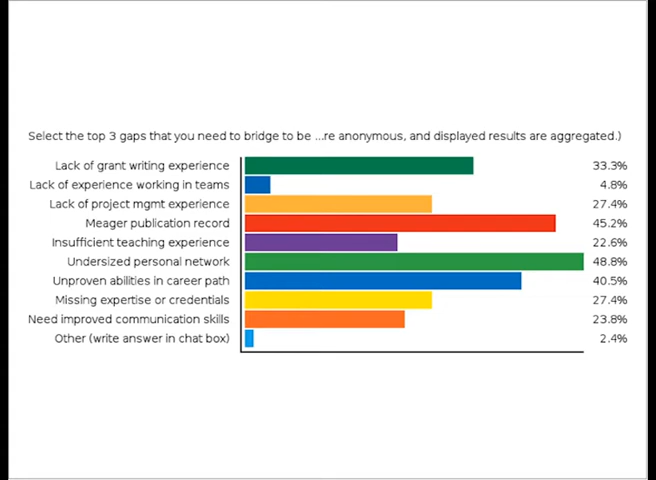 Select the top 3 gaps that you need to bridge to be ...re anonymous, and displayed results are aggregated.)
Lack of grant writing experience 33.3%
Lack of experience working in teams 4.8%
Lack of project mgmt experience 27.4%
Meager publication record 45.2%
Insufficient teaching experience 22.6%
Undersized personal network 48.8%
Unproven abilities in career path 40.5%
Missing expertise or credentials 27.4%
Need improved communication skills 23.8%
Other (write answer in chat box) 2.4%